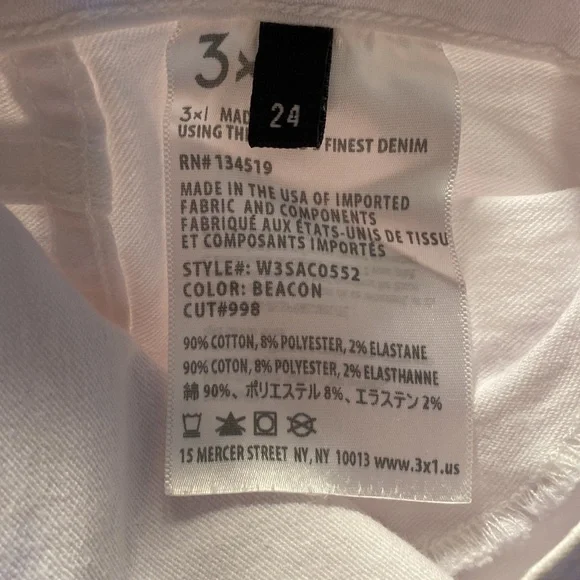 3x
24
3x1 MAD
USING TH FINEST DENIM
RN# 134519
MADE IN THE USA OF IMPORTED
FABRIC AND COMPONENTS
FABRIQUÉ AUX ÉTATS-UNIS DE TISSU
ET COMPOSANTS IMPORTÉS
STYLE#: W3SAC0552
COLOR: BEACON
CUT#998
90% COTTON, 8% POLYESTER, 2% ELASTANE
90% COTON, 8% POLYESTER, 2% ELASTHANNE
綿 90%、ポリエステル 8%、エラステン 2%
15 MERCER STREET NY, NY 10013 www.3x1.us